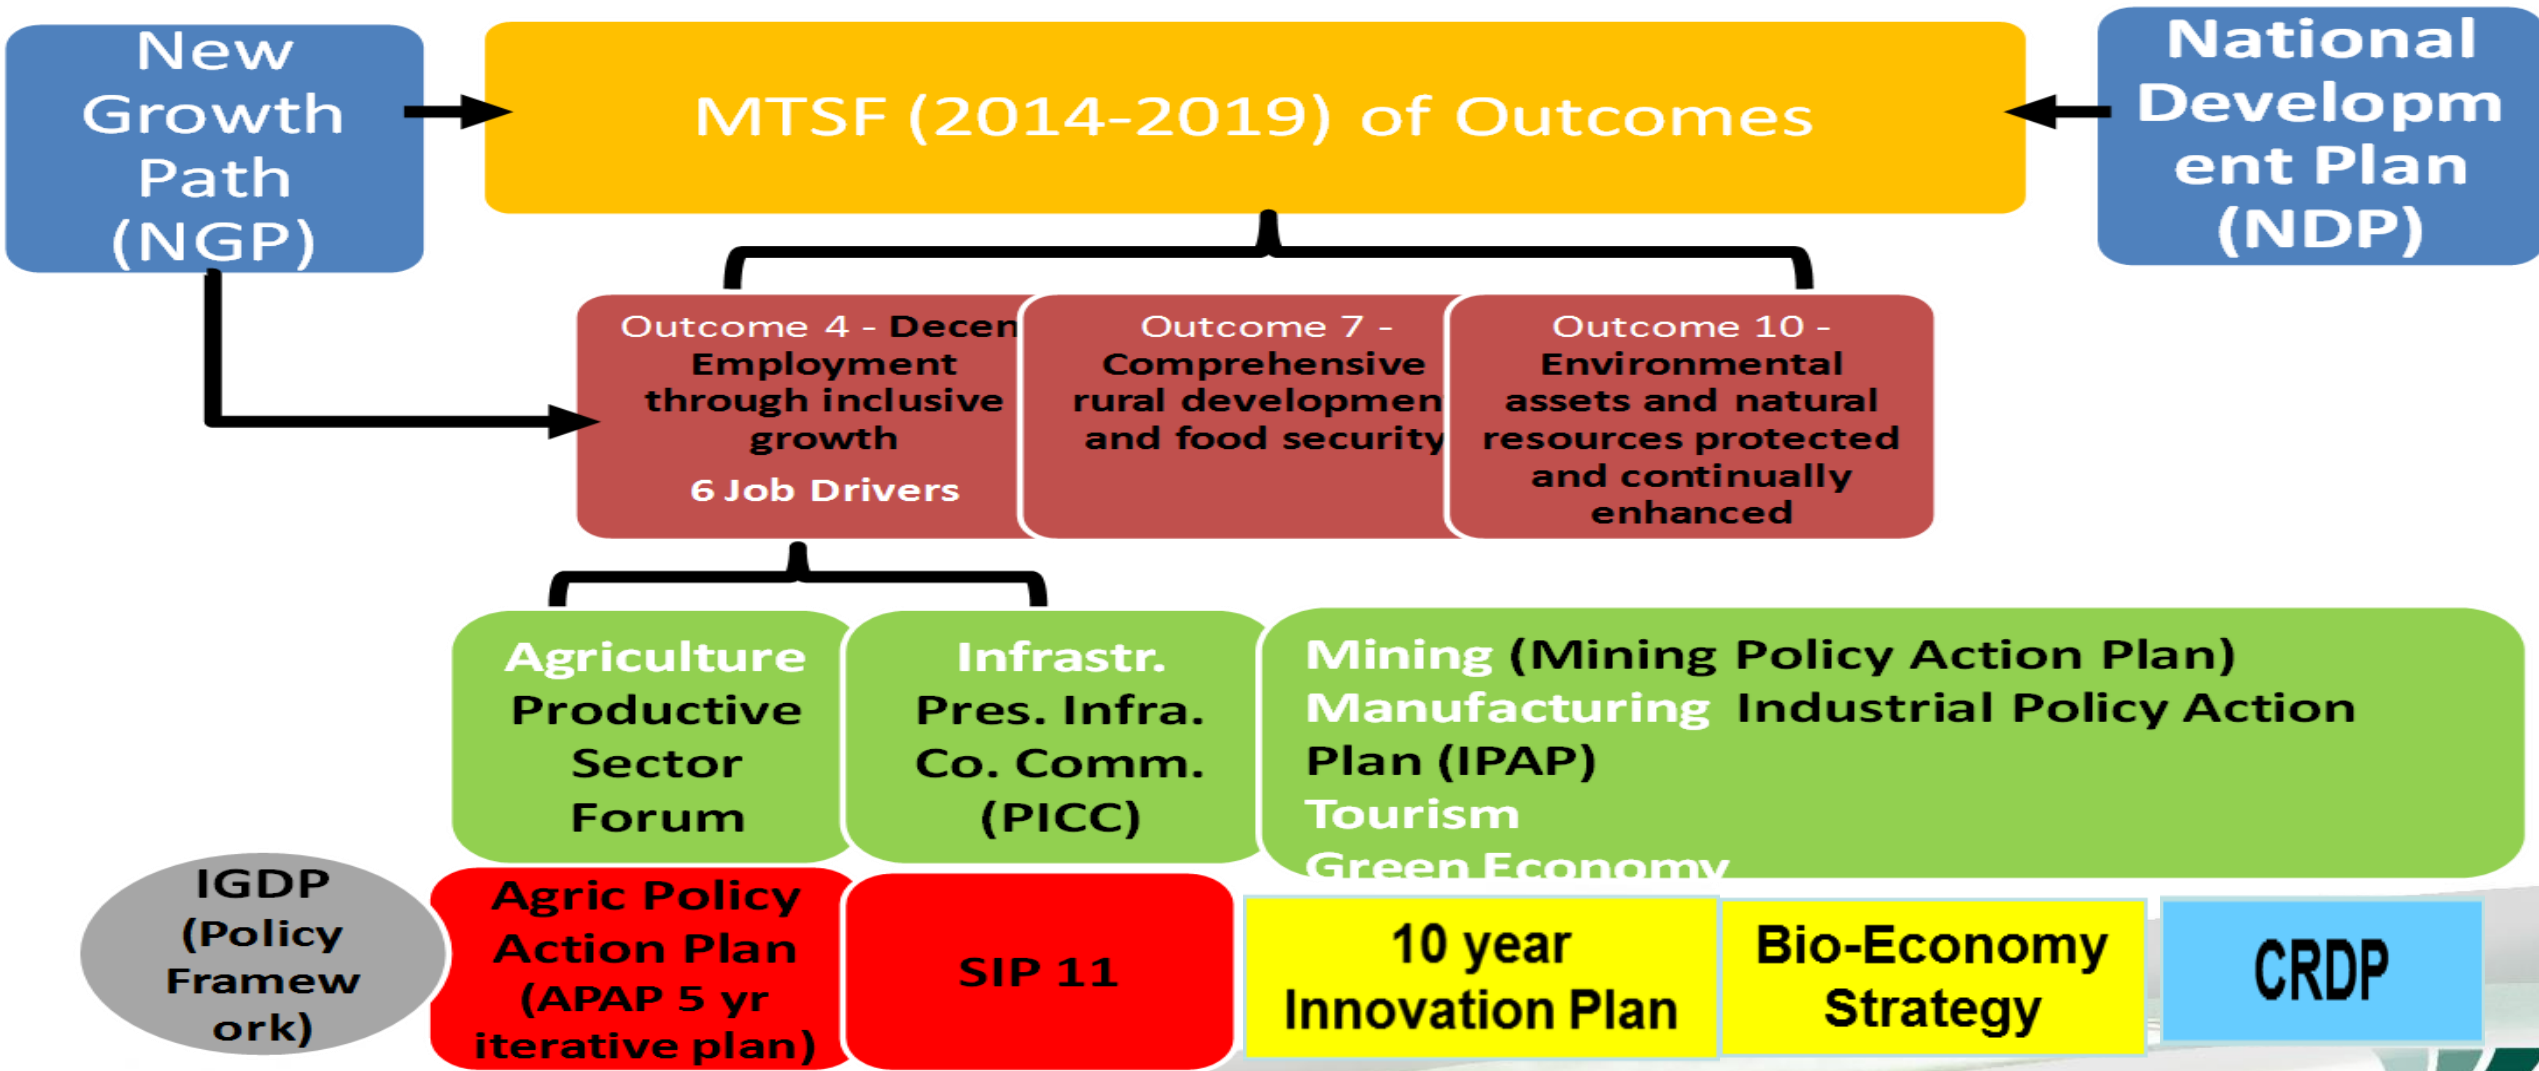 New
Growth
Path
(NGP)
MTSF (2014-2019) of Outcomes
National
Developm
ent Plan
(NDP)
Outcome 4 - Decen
Employment
through inclusive
growth
6 Job Drivers
Outcome 7 -
Comprehensive
rural developmen
and food security
Outcome 10 -
Environmental
assets and natural
resources protected
and continually
enhanced
Agriculture
Productive
Sector
Forum
Infrastr.
Pres. Infra.
Co. Comm.
(PICC)
Mining (Mining Policy Action Plan)
Manufacturing Industrial Policy Action
Plan (IPAP)
Tourism
Green Economy
IGDP
(Policy
Framew
ork)
Agric Policy
Action Plan
(APAP 5 yr
iterative plan)
SIP 11
10 year
Innovation Plan
Bio-Economy
Strategy
CRDP